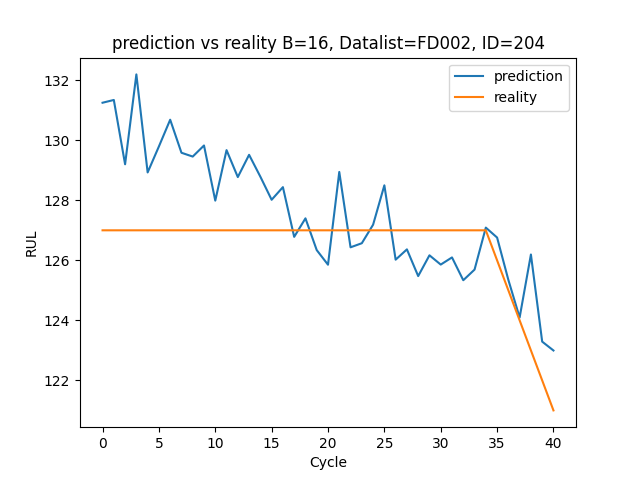 prediction vs reality B=16, Datalist=FD002, ID=204
prediction
reality
132
130
128
126
124
122
RUL
0 5 10 15 20 25 30 35 40
Cycle